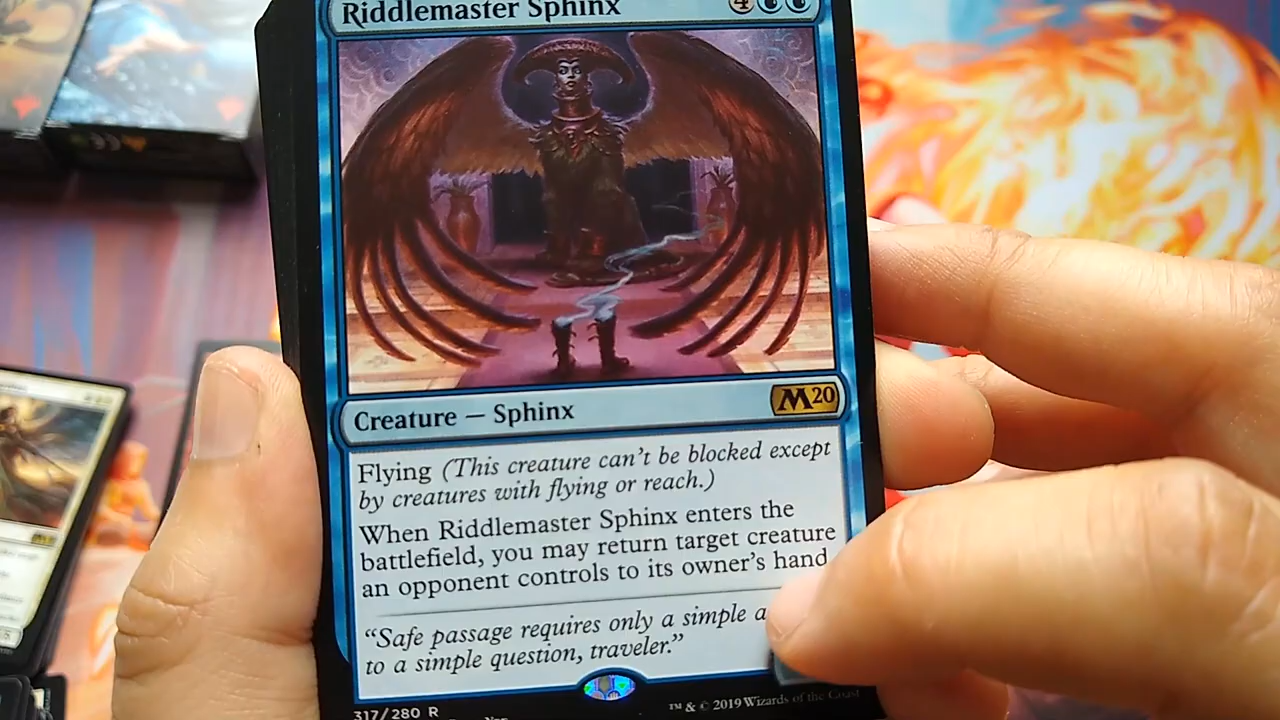 Riddlemaster Sphinx
4
Creature — Sphinx
M20
Flying (This creature can't be blocked except
by creatures with flying or reach.)
When Riddlemaster Sphinx enters the
battlefield, you may return target creature
an opponent controls to its owner's hand
“Safe passage requires only a simple a
to a simple question, traveler.”
317/280 R
™ & © 2019 Wizards of the Coast